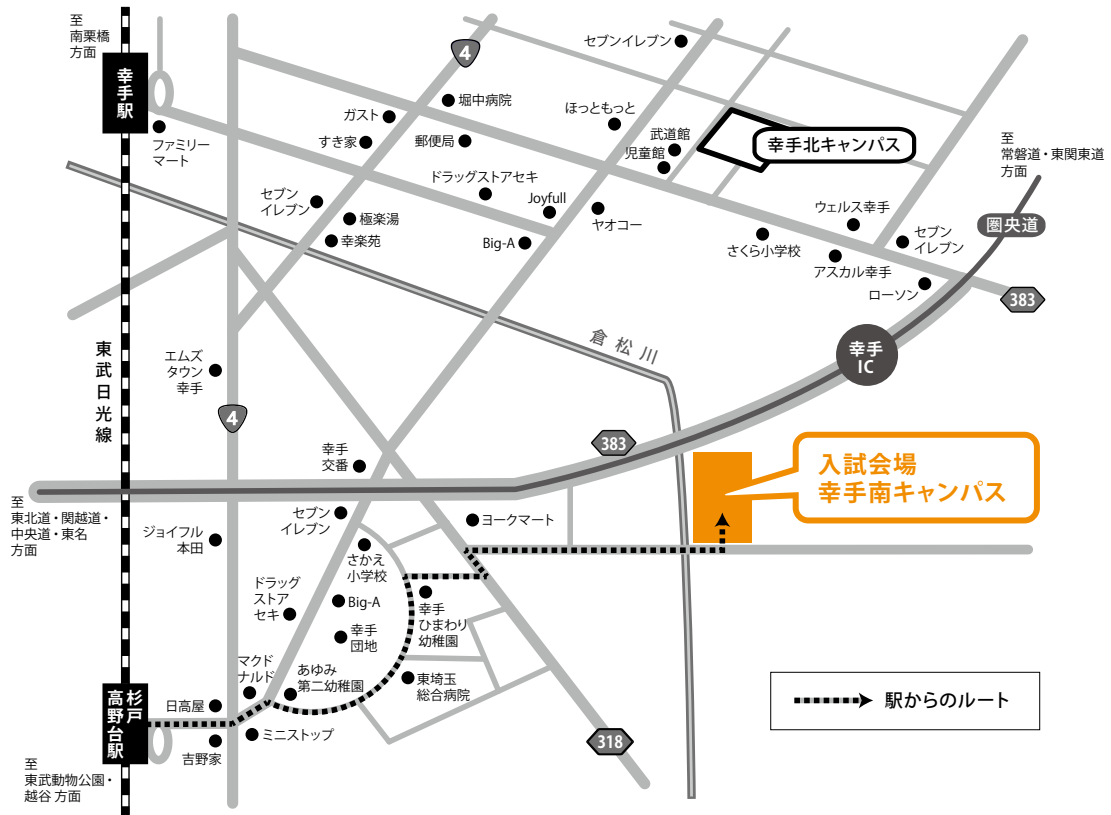 至
南栗橋
方面
幸手駅
ファミリー
マート
4
セブンイレブン
堀中病院
ガスト
すき家
郵便局
ほっともっと
武道館
児童館
幸手北キャンパス
至
常磐道・東関東道
方面
セブン
イレブン
極楽湯
幸楽苑
ドラッグストアセキ
Joyfull
Big-A
ヤオコー
さくら小学校
ウェルス幸手
アスカル幸手
セブン
イレブン
ローソン
圏央道
383
倉松川
幸手
IC
東武日光線
エムズ
タウン
幸手
4
幸手
交番
383
入試会場
幸手南キャンパス
至
東北道・関越道・
中央道・東名
方面
ジョイフル
本田
セブン
イレブン
ヨークマート
さかえ
小学校
ドラッグ
ストア
セキ
Big-A
幸手
団地
幸手
ひまわり
幼稚園
マクド
ナルド
あゆみ
第二幼稚園
東埼玉
総合病院
杉戸
高野台駅
日高屋
吉野家
ミニストップ
318
駅からのルート
至
東武動物公園・
越谷 方面